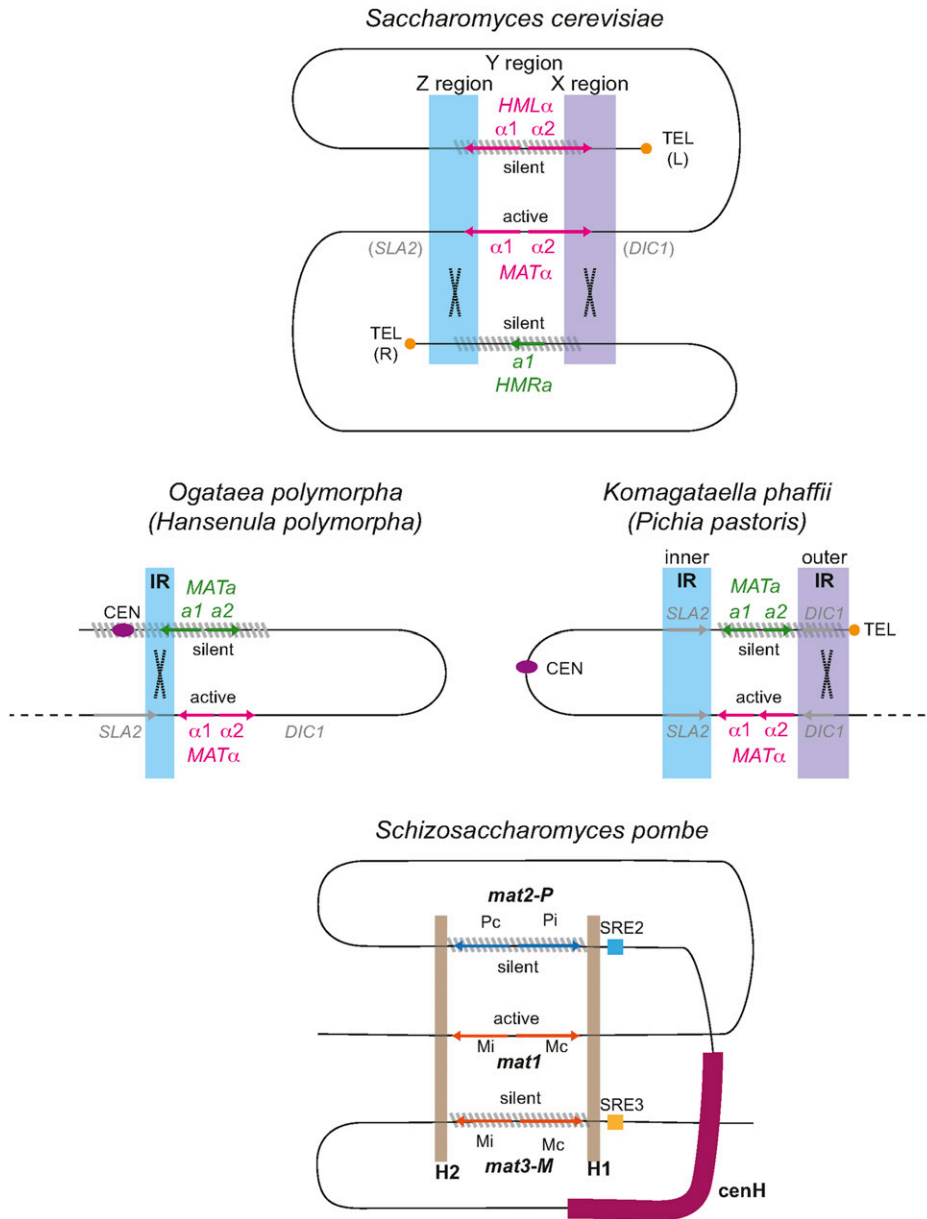 Saccharomyces cerevisiae
Y region
Z region
X region
HMLα
α1 α2
silent
TEL
(L)
active
(SLA2)
α1 α2
(DIC1)
MATα
silent
TEL
(R)
a1
HMRa
Ogataea polymorpha
(Hansenula polymorpha)
IR
MATa
CEN
a1 a2
silent
active
SLA2
α1 α2
DIC1
MATα
Komagataella phaffii
(Pichia pastoris)
inner
outer
IR
MATa
IR
SLA2
a1 a2
DIC1
TEL
silent
CEN
active
SLA2
α1 α2
DIC1
MATα
Schizosaccharomyces pombe
mat2-P
Pc Pi
SRE2
silent
active
Mi Mc
mat1
silent
SRE3
Mi Mc
H2
mat3-M
H1
cenH